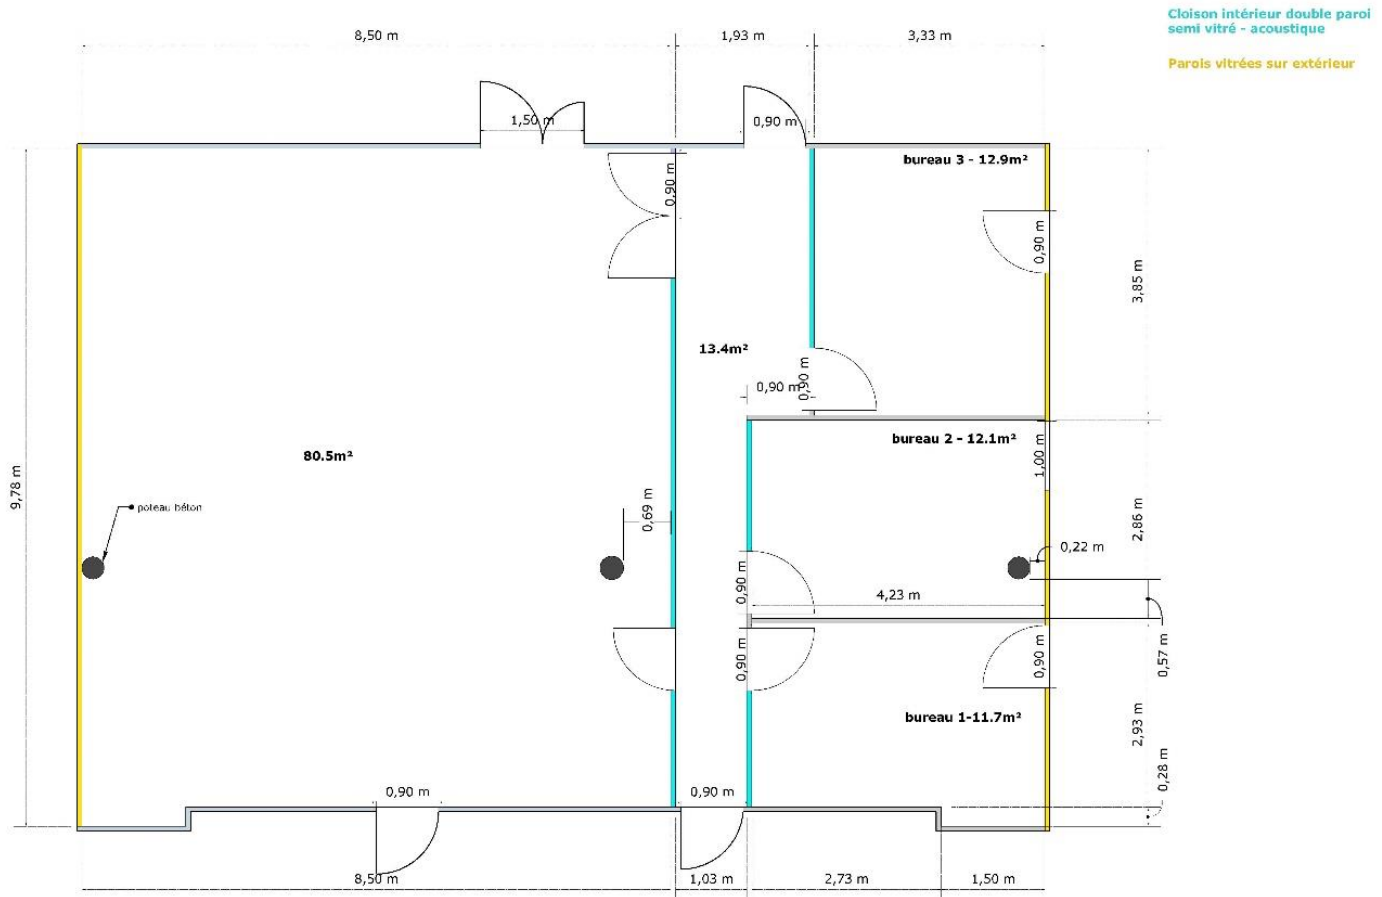 Cloison intérieur double paroi
semi vitré - acoustique
Parois vitrées sur extérieur
8,50 m
1,93 m
3,33 m
1,50 m
0,90 m
bureau 3 - 12.9m²
0,90 m
0,90 m
3,85 m
13.4m²
0,90 m
0,90 m
bureau 2 - 12.1m²
1,00 m
80.5m²
9,78 m
poteau béton
0,69 m
2,86 m
0,22 m
0,90 m
4,23 m
0,90 m
0,90 m
0,57 m
bureau 1-11.7m²
2,93 m
0,28 m
0,90 m
0,90 m
8,50 m
1,03 m
2,73 m
1,50 m